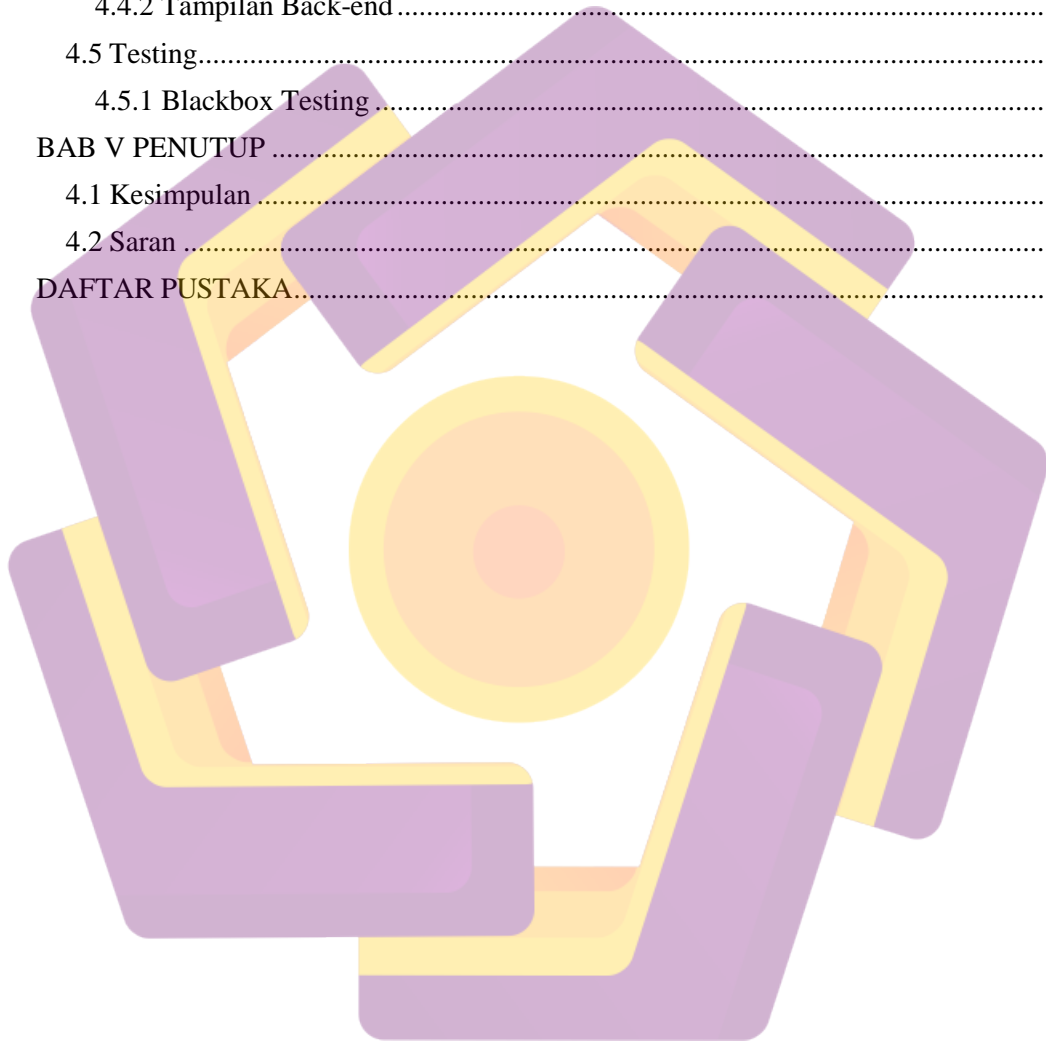 4.4.2 Tampilan Back-end ................................................................................
4.5 Testing................................................................................
4.5.1 Blackbox Testing ................................................................................
BAB V PENUTUP ................................................................................
4.1 Kesimpulan ................................................................................
4.2 Saran ................................................................................
DAFTAR PUSTAKA................................................................................